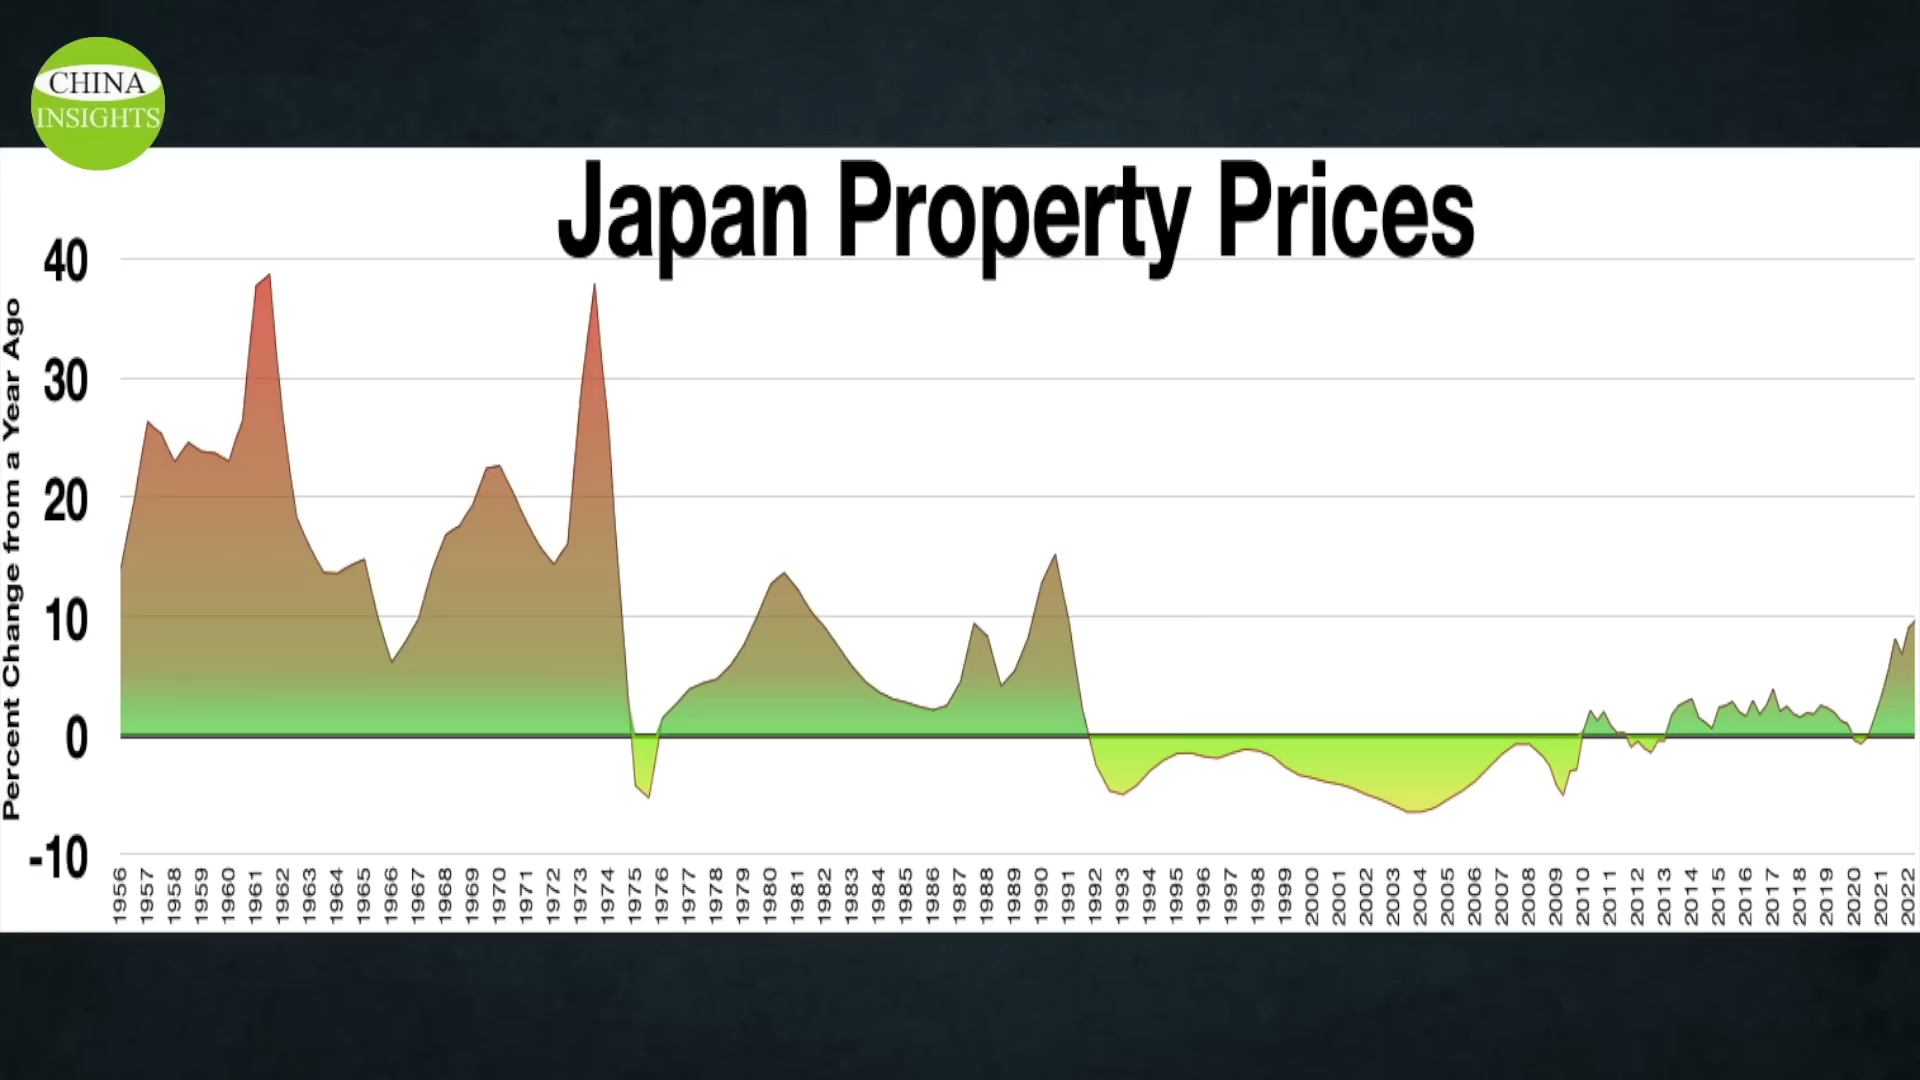 CHINA
INSIGHTS
Japan Property Prices
Percent Change from a Year Ago
40
30
20
10
0
-10
1956 1957 1958 1959 1960 1961 1962 1963 1964 1965 1966 1967 1968 1969 1970 1971 1972 1973 1974 1975 1976 1977 1978 1979 1980 1981 1982 1983 1984 1985 1986 1987 1988 1989 1990 1991 1992 1993 1994 1995 1996 1997 1998 1999 2000 2001 2002 2003 2004 2005 2006 2007 2008 2009 2010 2011 2012 2013 2014 2015 2016 2017 2018 2019 2020 2021 2022